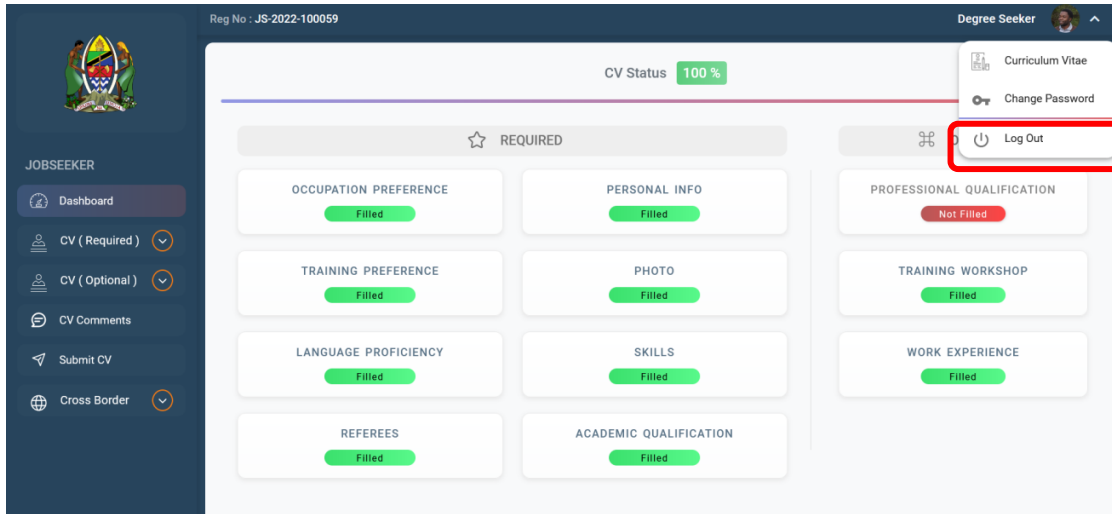 Reg No : JS-2022-100059
Degree Seeker
Curriculum Vitae
Change Password
Log Out
CV Status 100 %
JOBSEEKER
Dashboard
CV ( Required )
CV ( Optional )
CV Comments
Submit CV
Cross Border
REQUIRED
OCCUPATION PREFERENCE
Filled
PERSONAL INFO
Filled
TRAINING PREFERENCE
Filled
PHOTO
Filled
LANGUAGE PROFICIENCY
Filled
SKILLS
Filled
REFEREES
Filled
ACADEMIC QUALIFICATION
Filled
PROFESSIONAL QUALIFICATION
Not Filled
TRAINING WORKSHOP
Filled
WORK EXPERIENCE
Filled